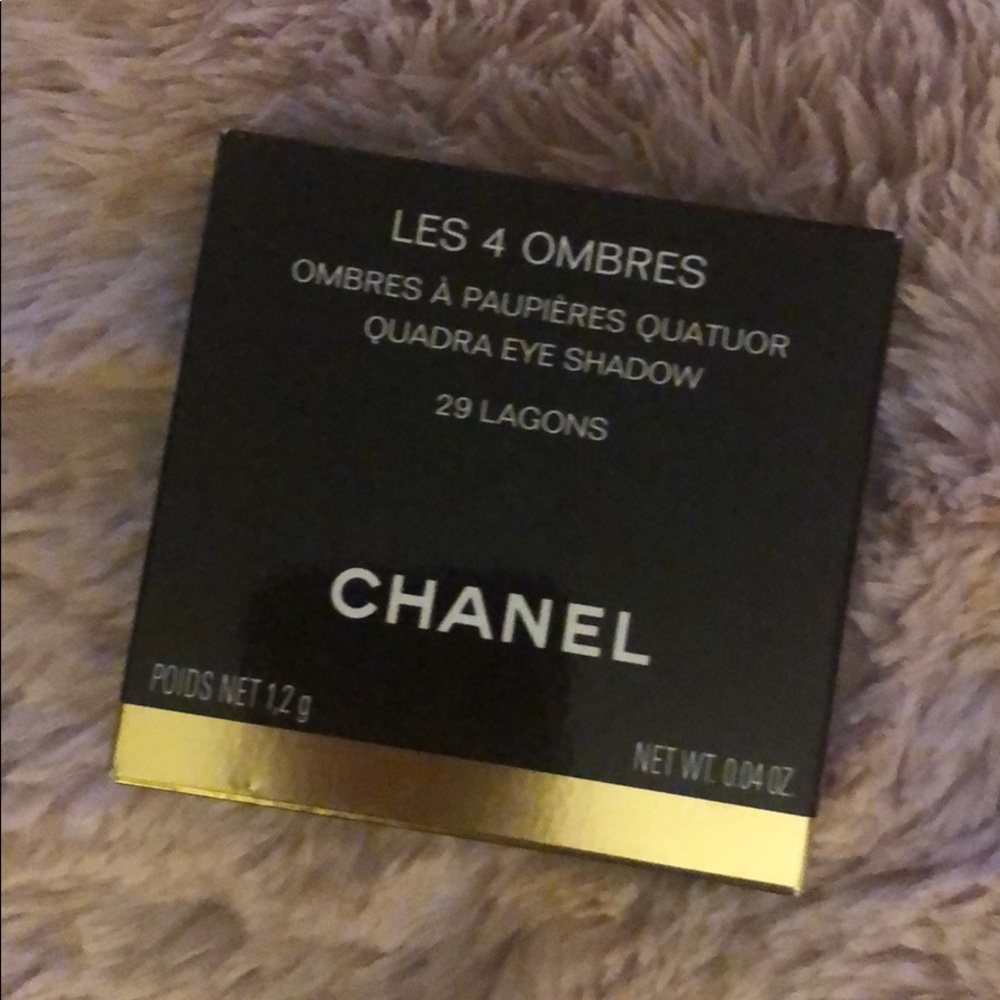 LES 4 OMBRES
OMBRES À PAUPIÈRES QUATUOR
QUADRA EYE SHADOW
29 LAGONS
CHANEL
POIDS NET 1,2 g
NET WT. 0.04 OZ.